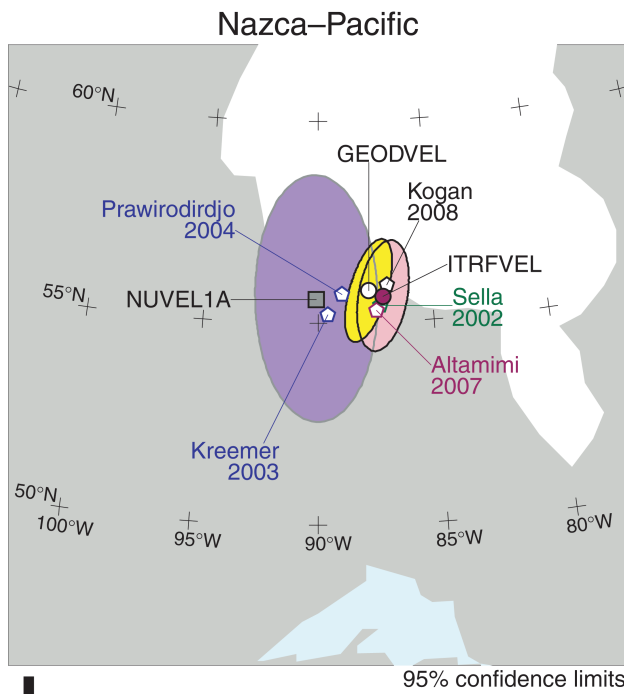 Nazca–Pacific
60°N
GEODVEL
Kogan
2008
Prawirodirdjo
2004
ITRFVEL
NUVEL1A
55°N
Sella
2002
Altamimi
2007
Kreemer
2003
50°N
100°W
95°W
90°W
85°W
80°W
95% confidence limits